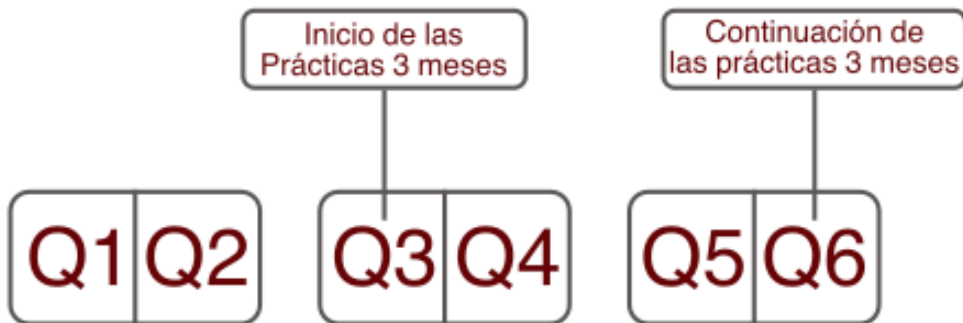 Inicio de las
Prácticas 3 meses
Continuación de
las prácticas 3 meses
Q1 Q2 Q3 Q4 Q5 Q6